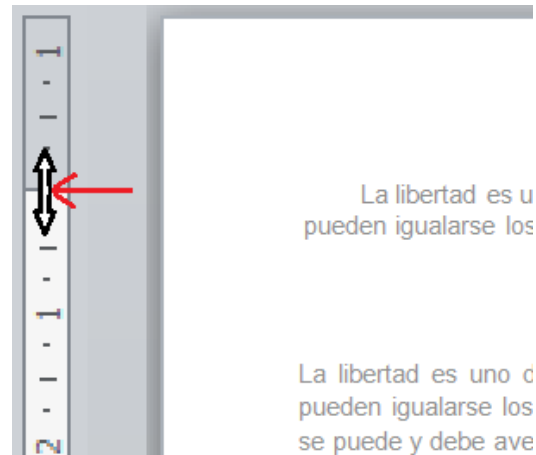 1
La libertad es u
pueden igualarse los
1
La libertad es uno d
pueden igualarse los
2
se puede y debe ave